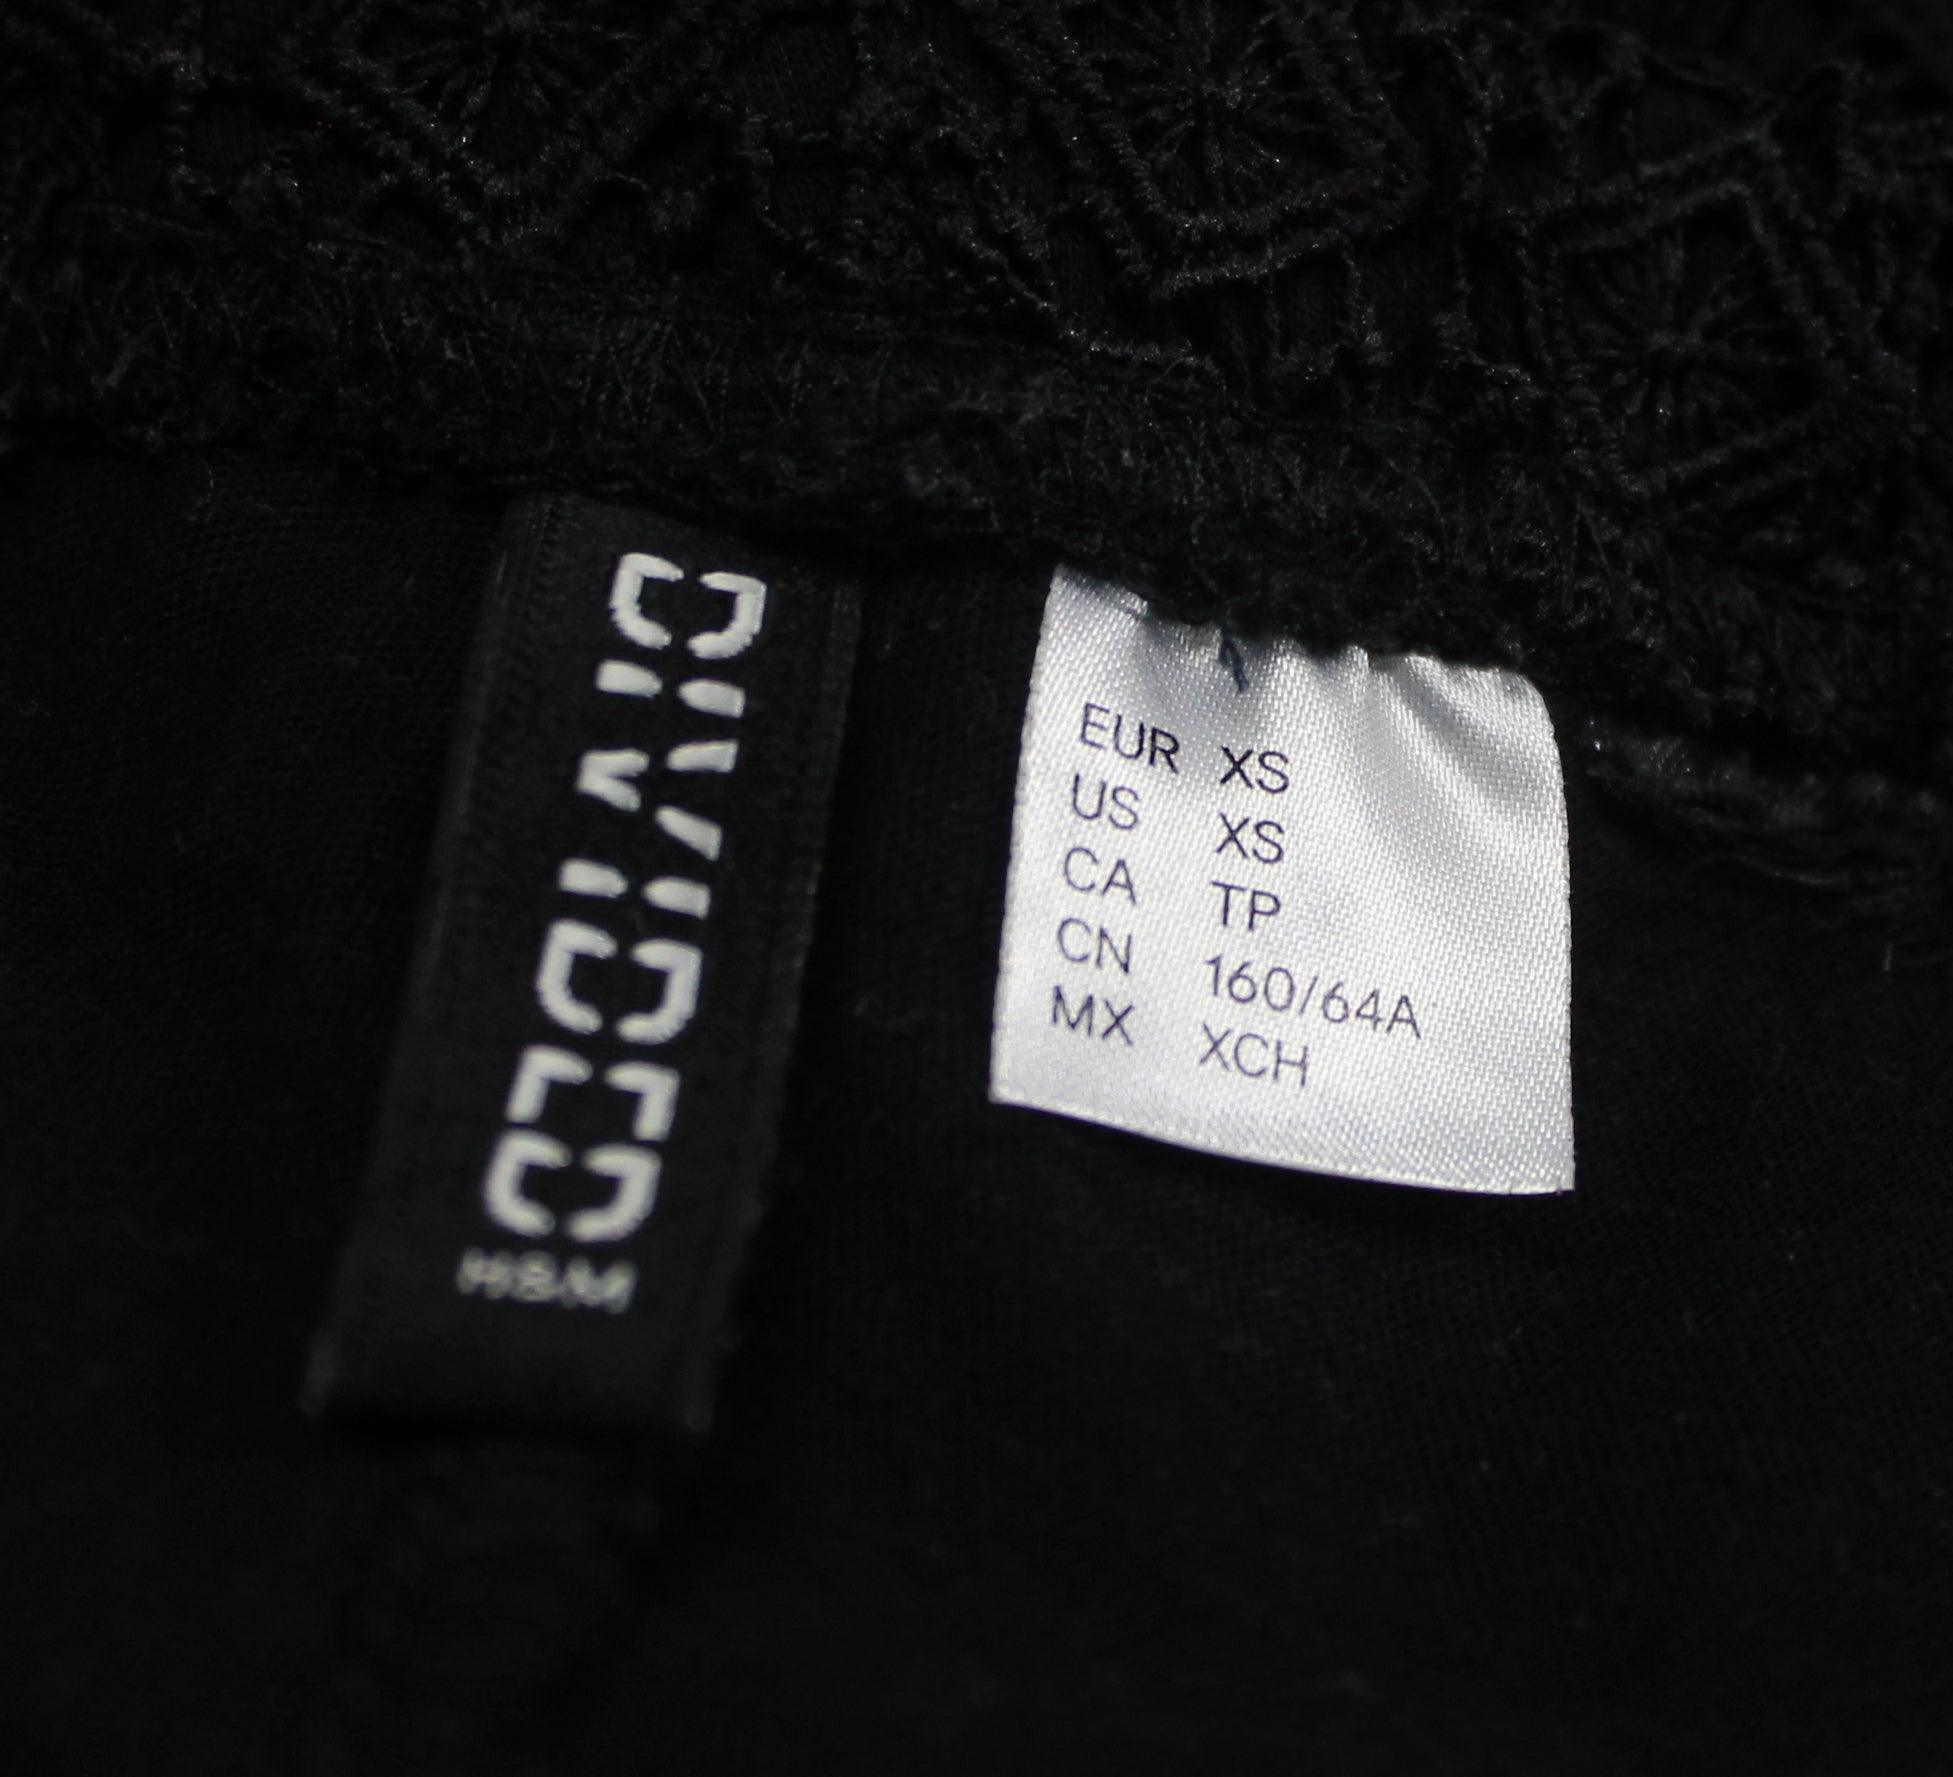 DIVIDED
H&M
EUR XS
US XS
CA TP
CN 160/64A
MX XCH